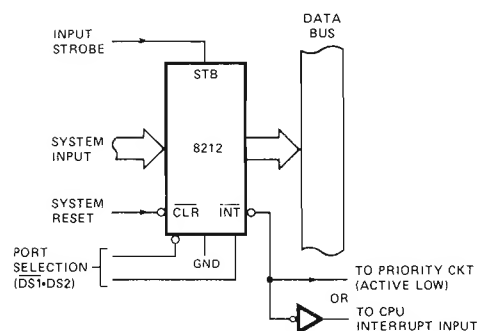 INPUT
STROBE
DATA
BUS
STB
SYSTEM
INPUT
8212
SYSTEM
RESET
CLR
INT
GND
PORT
SELECTION
(DS1•DS2)
TO PRIORITY CKT
(ACTIVE LOW)
OR
TO CPU
INTERRUPT INPUT